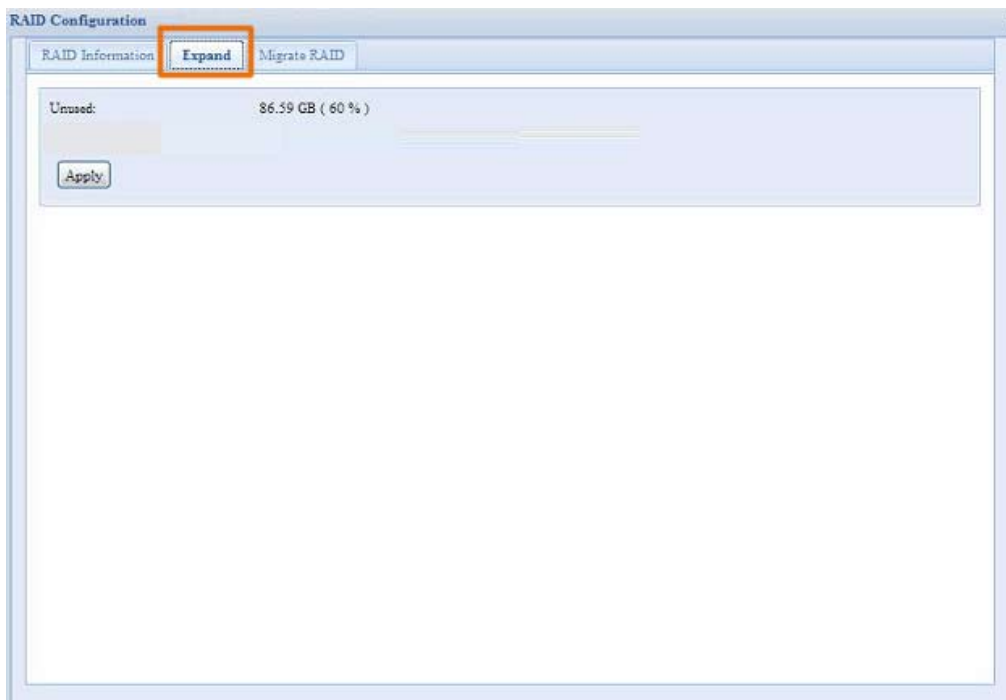 RAID Configuration
RAID Information Expand Migrate RAID
Unused: 86.59 GB ( 60 % )
Apply